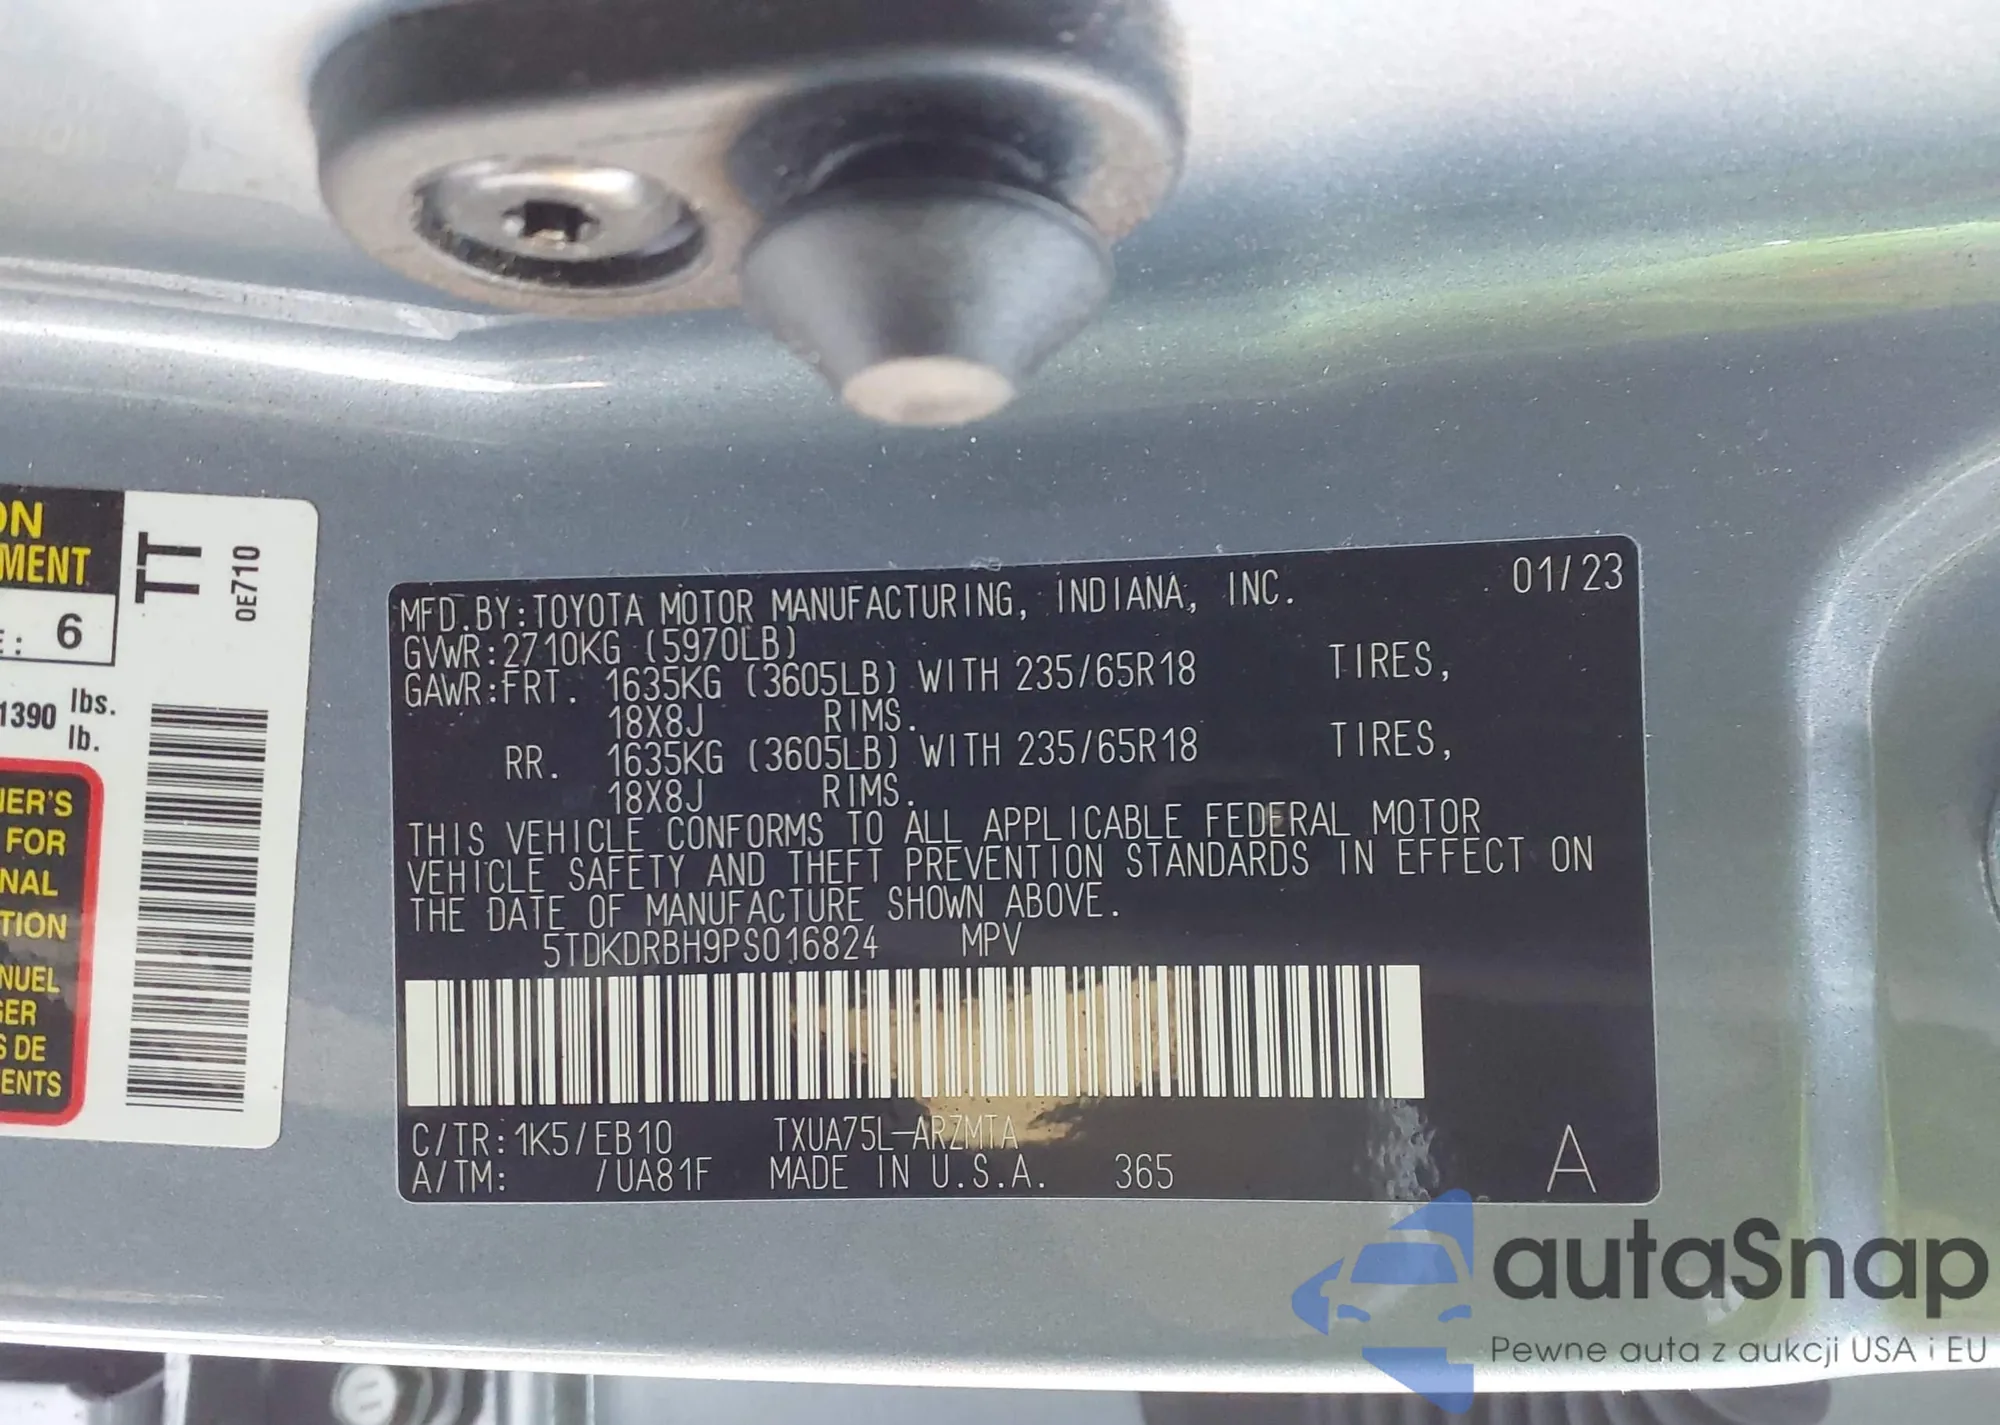 ON
MENT
TT
0E710
E: 6
1390 lbs.
lb.
NER'S
FOR
NAL
TION
NUEL
GER
S DE
ENTS
MFD.BY:TOYOTA MOTOR MANUFACTURING, INDIANA, INC. 01/23
GVWR:2710KG (5970LB)
GAWR:FRT. 1635KG (3605LB) WITH 235/65R18 TIRES,
18X8J RIMS.
RR. 1635KG (3605LB) WITH 235/65R18 TIRES,
18X8J RIMS.
THIS VEHICLE CONFORMS TO ALL APPLICABLE FEDERAL MOTOR
VEHICLE SAFETY AND THEFT PREVENTION STANDARDS IN EFFECT ON
THE DATE OF MANUFACTURE SHOWN ABOVE.
5TDKDRBH9PS016824 MPV
C/TR:1K5/EB10 TXUA75L-ARZMTA
A/TM: /UA81F MADE IN U.S.A. 365 A
autaSnap
Pewne auta z aukcji USA i EU